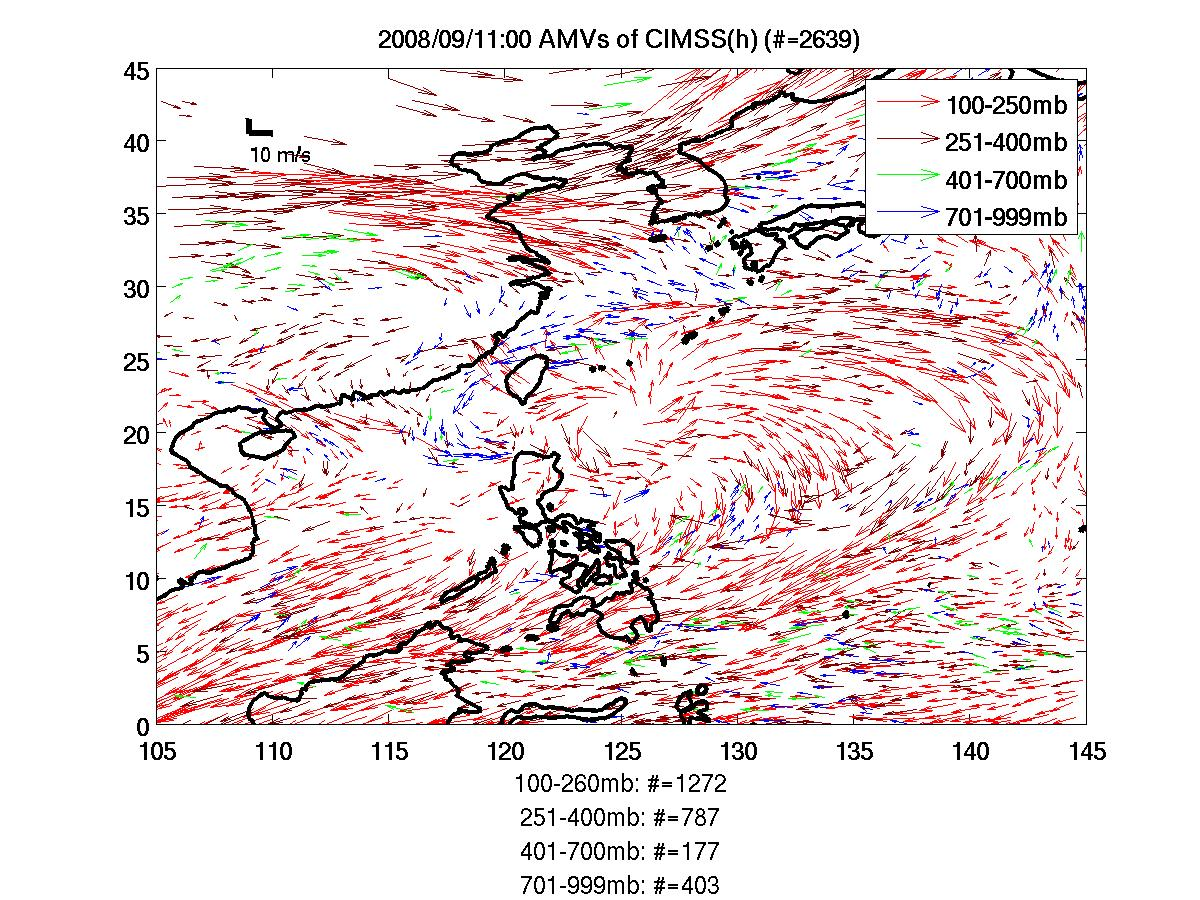 2008/09/11:00 AMVs of CIMSS(h) (#=2639)
45
40
35
30
25
20
15
10
5
0
10 m/s
100-250mb
251-400mb
401-700mb
701-999mb
105 110 115 120 125 130 135 140 145
100-260mb: #=1272
251-400mb: #=787
401-700mb: #=177
701-999mb: #=403